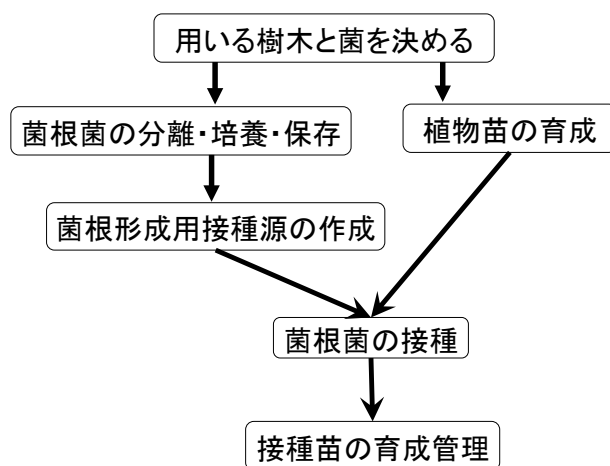 用いる樹木と菌を決める
菌根菌の分離・培養・保存
植物苗の育成
菌根形成用接種源の作成
菌根菌の接種
接種苗の育成管理